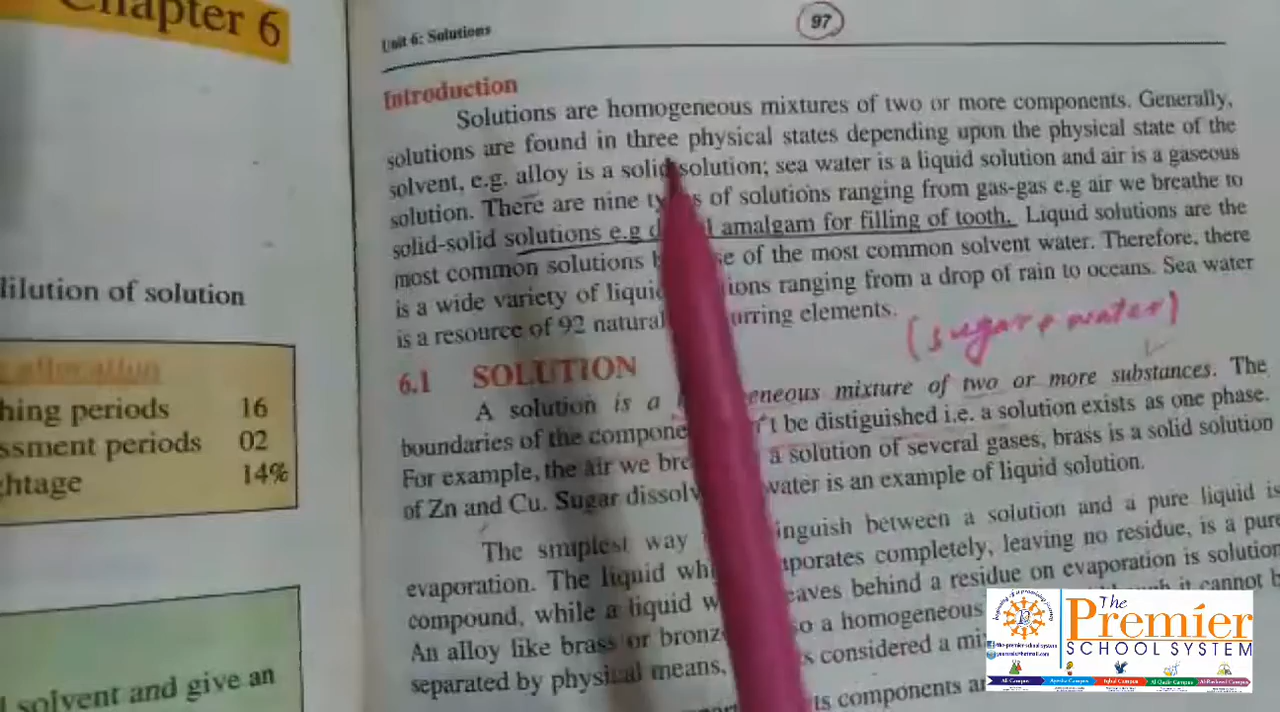 Chapter 6
Unit 6: Solutions
97
Introduction
Solutions are homogeneous mixtures of two or more components. Generally,
solutions are found in three physical states depending upon the physical state of the
solvent, e.g. alloy is a solid solution; sea water is a liquid solution and air is a gaseous
solution. There are nine of solutions ranging from gas-gas e.g air we breathe to
solid-solid solutions e.g amalgam for filling of tooth. Liquid solutions are the
most common solutions of the most common solvent water. Therefore, there
is a wide variety of ranging from a drop of rain to oceans. Sea water
is a resource of 92 elements.
(sugar + water)
6.1 SOLUTION
A solution is a mixture of two or more substances. The
boundaries of the be distiguished i.e. a solution exists as one phase.
For example, the air we a solution of several gases, brass is a solid solution
of Zn and Cu. Sugar water is an example of liquid solution.
The smiplest way between a solution and a pure liquid is
evaporation. The liquid completely, leaving no residue, is a pure
compound, while a liquid behind a residue on evaporation is solution
An alloy like brass or so a homogeneous it cannot
separated by physical means, considered a
components
dilution of solution
16
periods 02
14%
solvent and give an
The
Premier
SCHOOL SYSTEM